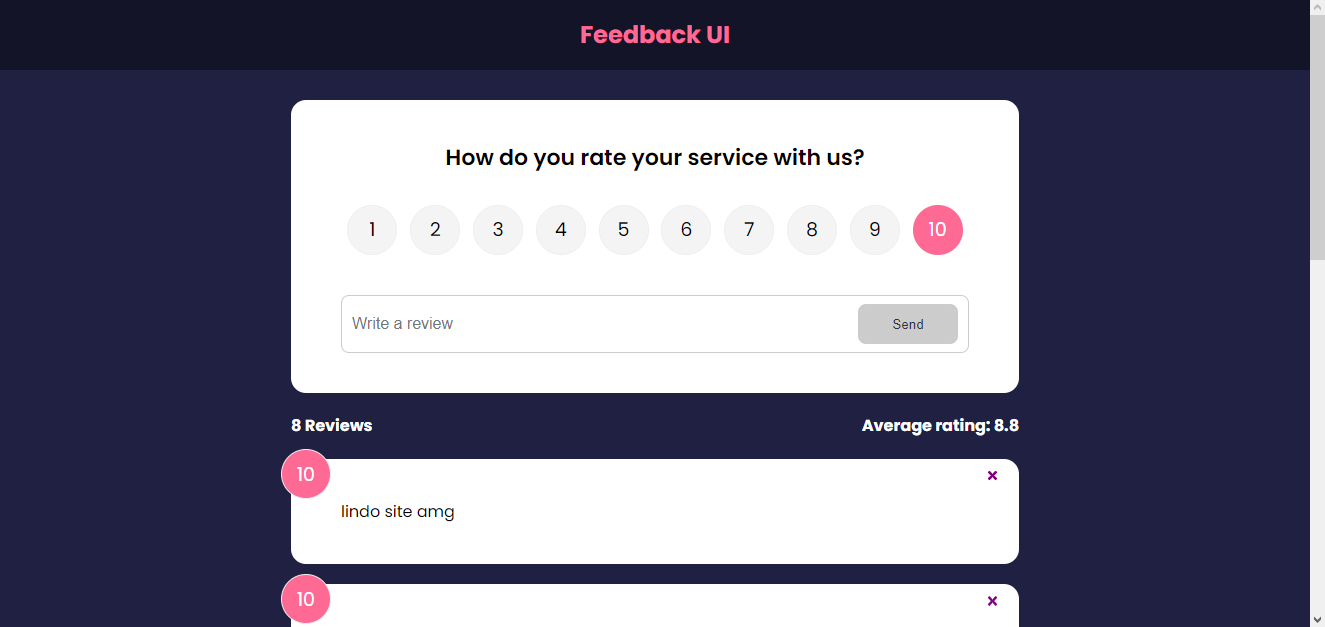 Feedback UI
How do you rate your service with us?
1 2 3 4 5 6 7 8 9 10
Write a review
Send
8 Reviews
Average rating: 8.8
10
lindo site amg
10